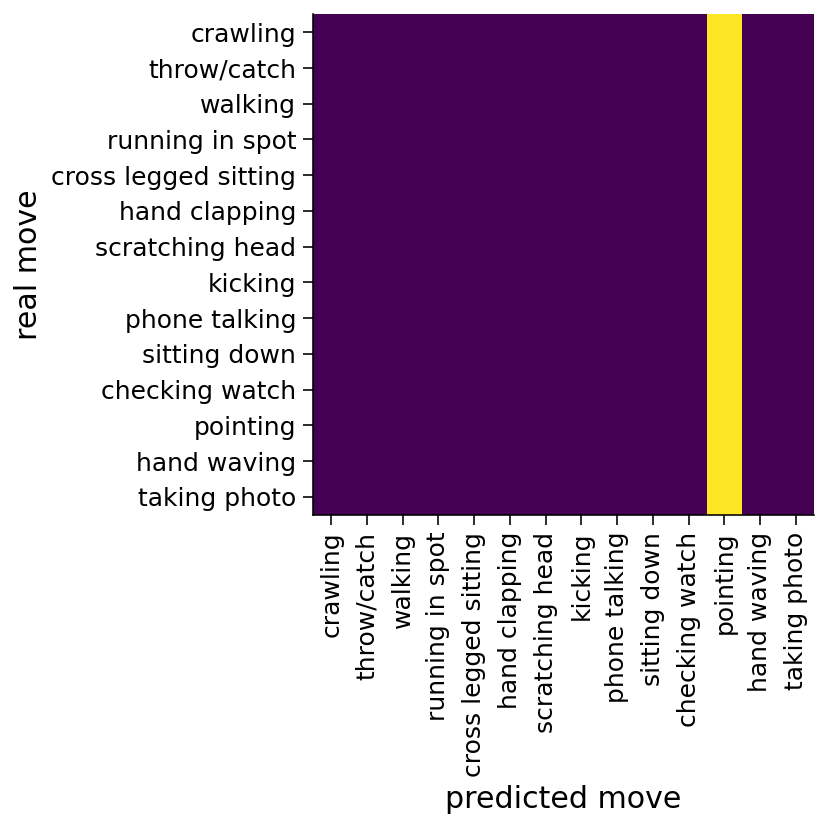 real move
crawling
throw/catch
walking
running in spot
cross legged sitting
hand clapping
scratching head
kicking
phone talking
sitting down
checking watch
pointing
hand waving
taking photo
crawling
throw/catch
walking
running in spot
cross legged sitting
hand clapping
scratching head
kicking
phone talking
sitting down
checking watch
pointing
hand waving
taking photo
predicted move